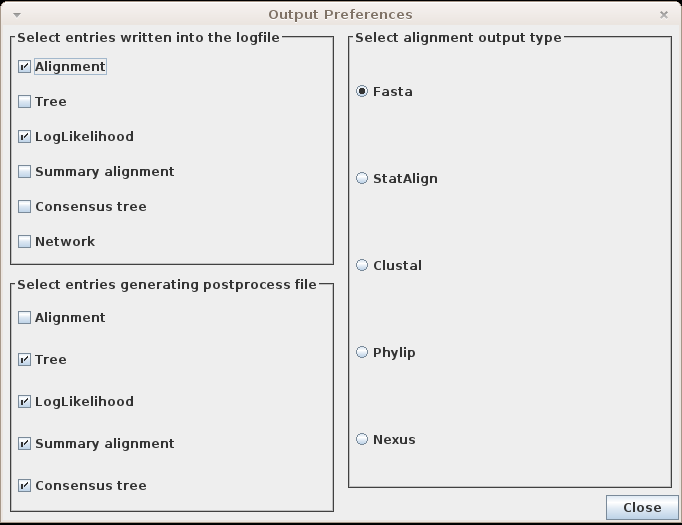 Output Preferences
Select entries written into the logfile
Alignment
Tree
LogLikelihood
Summary alignment
Consensus tree
Network
Select entries generating postprocess file
Alignment
Tree
LogLikelihood
Summary alignment
Consensus tree
Select alignment output type
Fasta
StatAlign
Clustal
Phylip
Nexus
Close